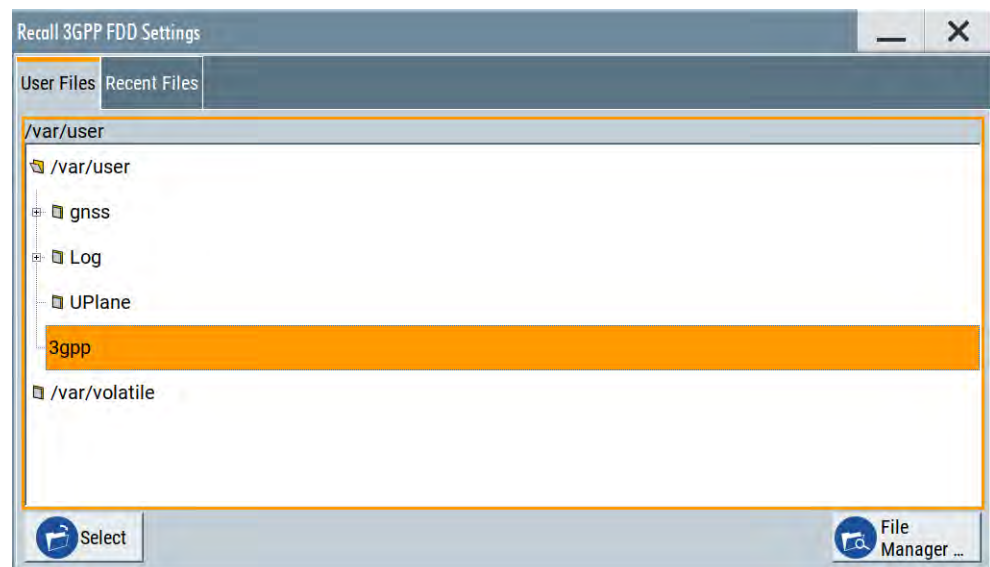 Recall 3GPP FDD Settings
User Files Recent Files
/var/user
/var/user
gnss
Log
UPlane
3gpp
/var/volatile
Select
File
Manager ...